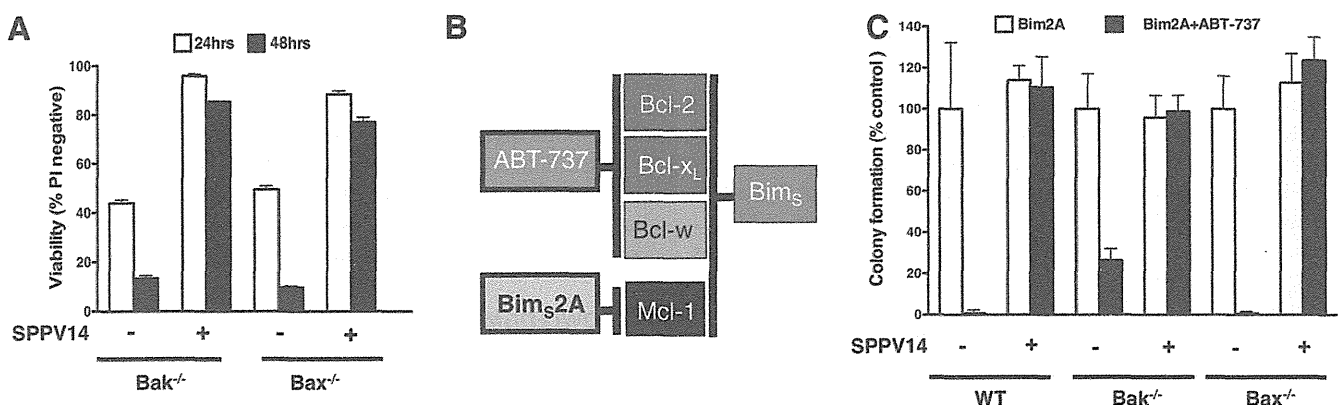 A
24hrs 48hrs
Viability (% PI negative)
100
80
60
40
20
0
SPPV14 - + - +
Bak-/- Bax-/-
B
ABT-737
Bcl-2
Bcl-xL
Bcl-w
BimS
BimS2A
Mcl-1
C
Bim2A Bim2A+ABT-737
Colony formation (% control)
140
120
100
80
60
40
20
0
SPPV14 - + - + - +
WT Bak-/- Bax-/-